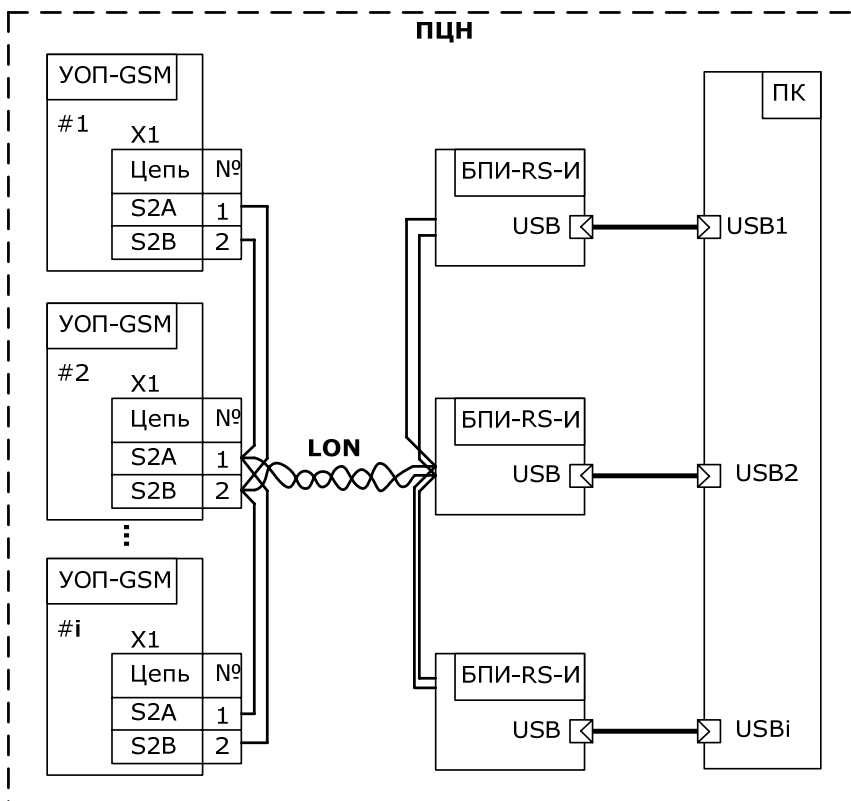 ПЦН
УОП-GSM
#1
X1
Цепь №
S2A 1
S2B 2
УОП-GSM
#2
X1
Цепь №
S2A 1
S2B 2
...
УОП-GSM
#i
X1
Цепь №
S2A 1
S2B 2
LON
БПИ-RS-И
USB
БПИ-RS-И
USB
БПИ-RS-И
USB
ПК
USB1
USB2
USBi